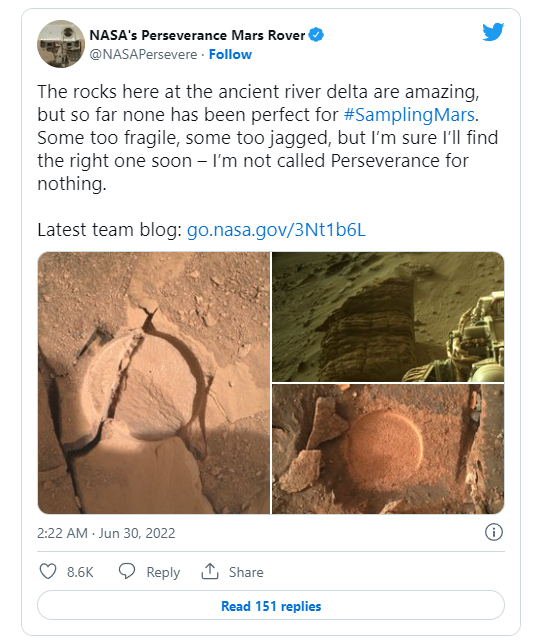 NASA's Perseverance Mars Rover
@NASAPersevere · Follow
The rocks here at the ancient river delta are amazing,
but so far none has been perfect for #SamplingMars.
Some too fragile, some too jagged, but I'm sure I'll find
the right one soon – I'm not called Perseverance for
nothing.
Latest team blog: go.nasa.gov/3Nt1b6L
2:22 AM · Jun 30, 2022
8.6K Reply Share
Read 151 replies